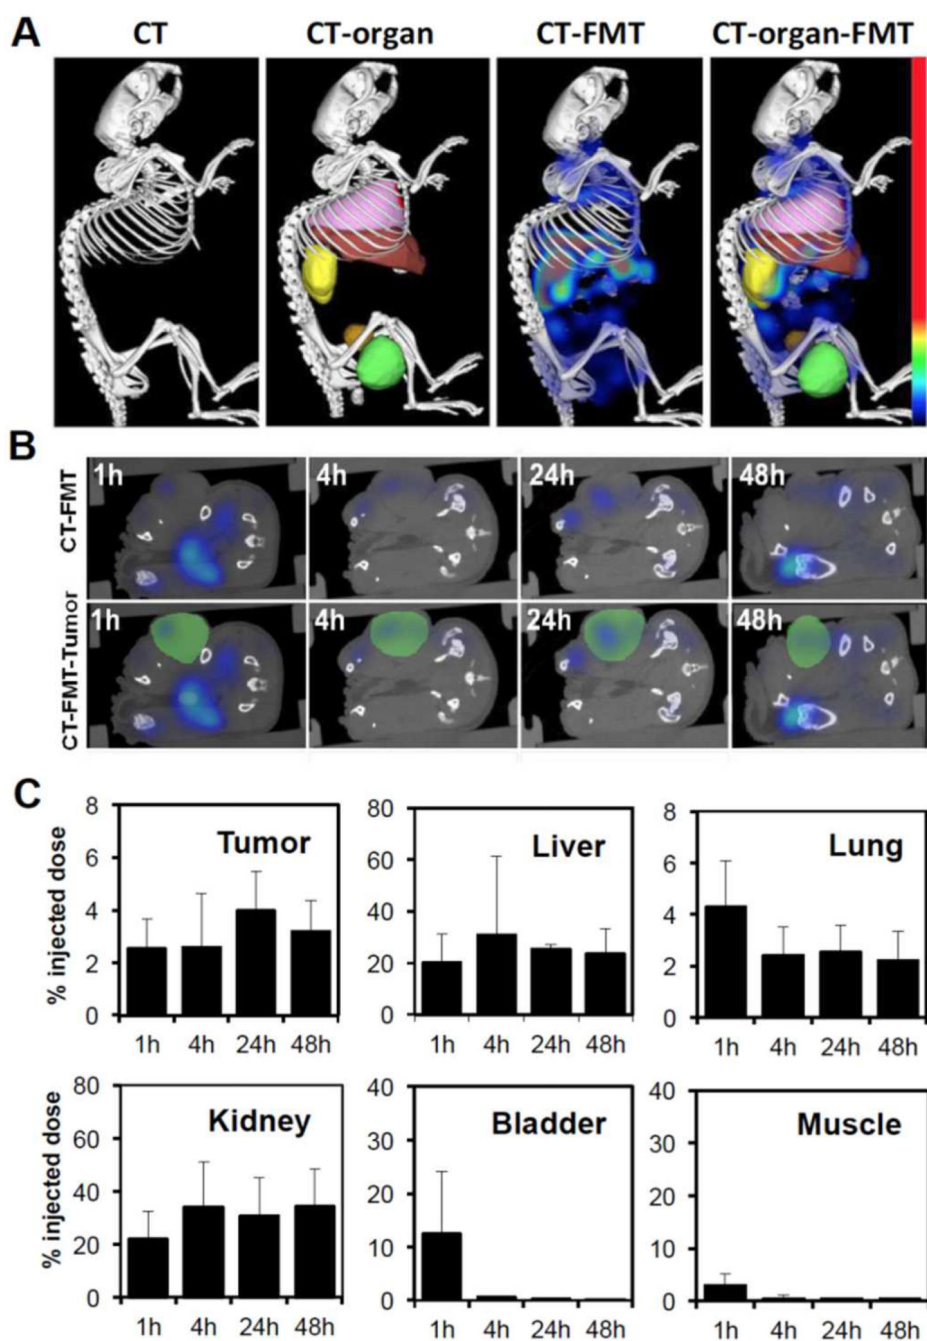 A
CT CT-organ CT-FMT CT-organ-FMT
B
CT-FMT
1h 4h 24h 48h
CT-FMT-Tumor
1h 4h 24h 48h
C
% injected dose
8
6
4
2
0
Tumor
1h 4h 24h 48h
80
60
40
20
0
Liver
1h 4h 24h 48h
8
6
4
2
0
Lung
1h 4h 24h 48h
% injected dose
80
60
40
20
0
Kidney
1h 4h 24h 48h
40
30
20
10
0
Bladder
1h 4h 24h 48h
40
30
20
10
0
Muscle
1h 4h 24h 48h